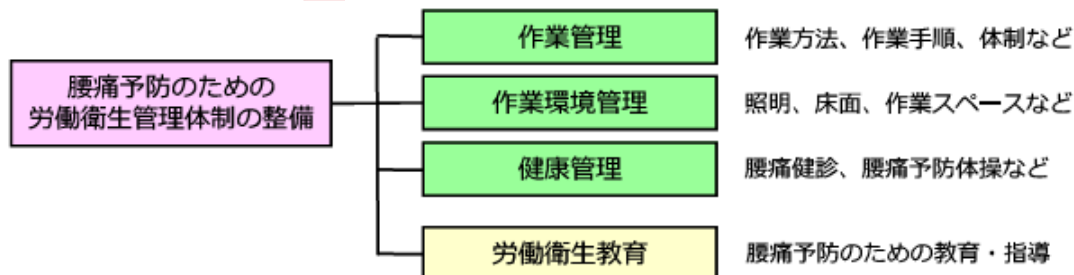 腰痛予防のための
労働衛生管理体制の整備
作業管理
作業方法、作業手順、体制など
作業環境管理
照明、床面、作業スペースなど
健康管理
腰痛健診、腰痛予防体操など
労働衛生教育
腰痛予防のための教育・指導